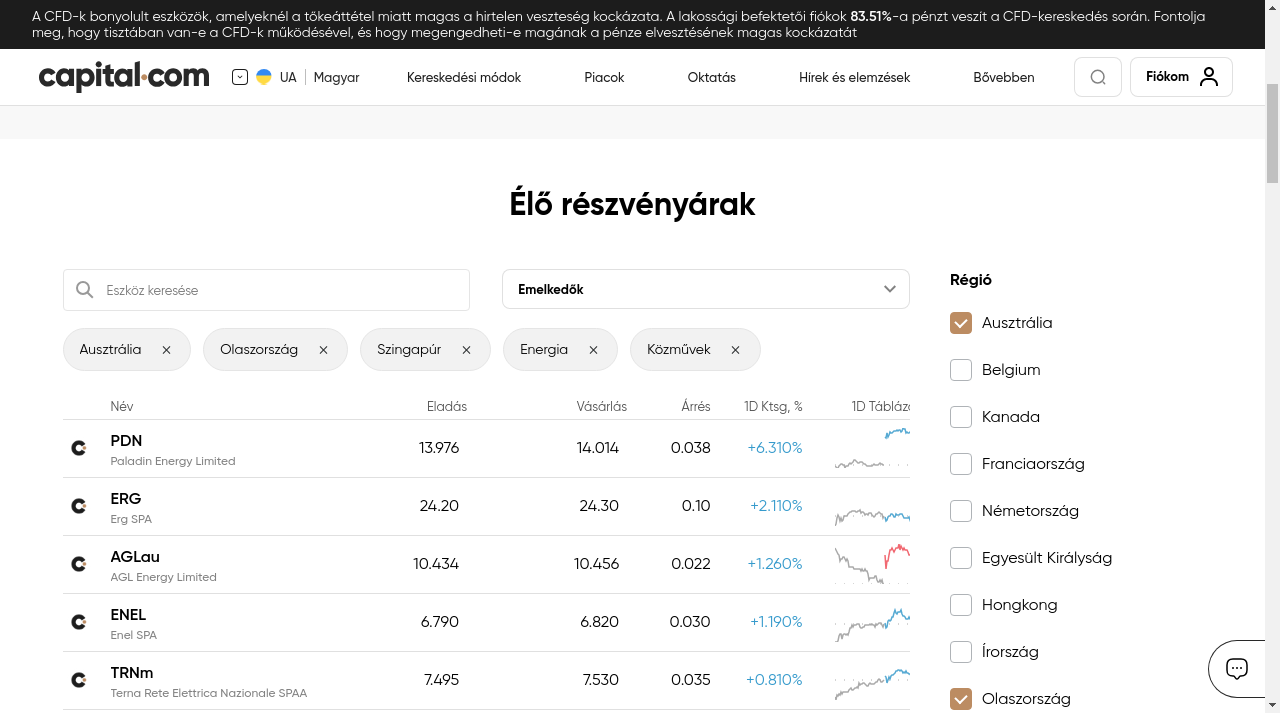 A CFD-k bonyolult eszközök, amelyeknél a tőkeáttétel miatt magas a hirtelen veszteség kockázata. A lakossági befektetői fiókok 83.51%-a pénzt veszít a CFD-kereskedés során. Fontolja
meg, hogy tisztában van-e a CFD-k működésével, és hogy megengedheti-e magának a pénze elvesztésének magas kockázatát
capital.com UA Magyar Kereskedési módok Piacok Oktatás Hírek és elemzések Bővebben Fiókom
Élő részvényárak
Eszköz keresése
Emelkedők
Ausztrália Olaszország Szingapúr Energia Közművek
Név Eladás Vásárlás Árrés 1D Ktsg, %
PDN 13.976 14.014 0.038 +6.310%
Paladin Energy Limited
ERG 24.20 24.30 0.10 +2.110%
Erg SPA
AGLau 10.434 10.456 0.022 +1.260%
AGL Energy Limited
ENEL 6.790 6.820 0.030 +1.190%
Enel SPA
TRNm 7.495 7.530 0.035 +0.810%
Terna Rete Elettrica Nazionale SPAA
Régió
Ausztrália
Belgium
Kanada
Franciaország
Németország
Egyesült Királyság
Hongkong
Írország
Olaszország